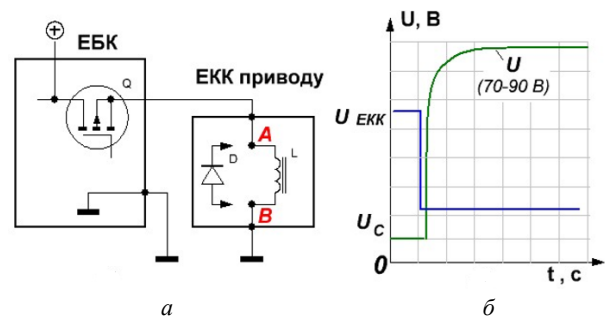 ЕБК
Q
ЕКК приводу
A
D
L
B
а
U, В
U
(70-90 В)
U ЕКК
U С
0
t , с
б